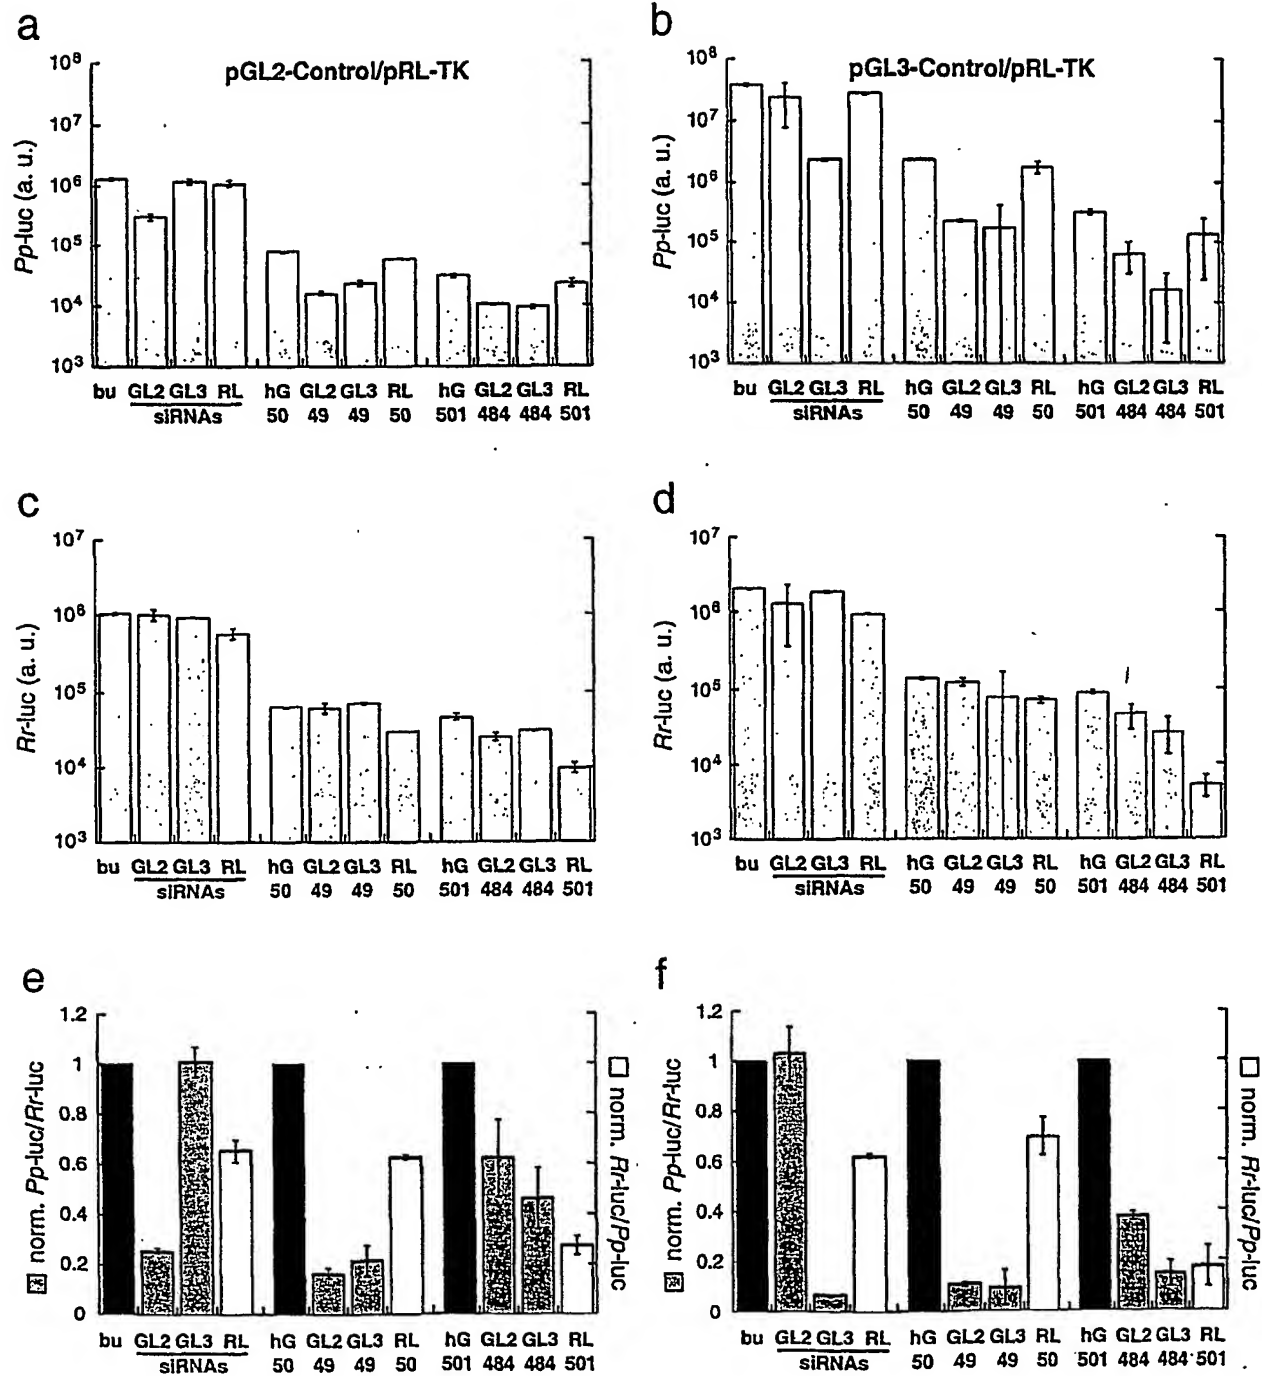 a
pGL2-Control/pRL-TK
Pp-luc (a. u.)
10⁸
10⁷
10⁶
10⁵
10⁴
10³
bu GL2 GL3 RL hG GL2 GL3 RL hG GL2 GL3 RL
siRNAs 50 49 49 50 501 484 484 501
b
pGL3-Control/pRL-TK
Pp-luc (a. u.)
10⁸
10⁷
10⁶
10⁵
10⁴
10³
bu GL2 GL3 RL hG GL2 GL3 RL hG GL2 GL3 RL
siRNAs 50 49 49 50 501 484 484 501
c
Rr-luc (a. u.)
10⁷
10⁶
10⁵
10⁴
10³
bu GL2 GL3 RL hG GL2 GL3 RL hG GL2 GL3 RL
siRNAs 50 49 49 50 501 484 484 501
d
Rr-luc (a. u.)
10⁷
10⁶
10⁵
10⁴
10³
bu GL2 GL3 RL hG GL2 GL3 RL hG GL2 GL3 RL
siRNAs 50 49 49 50 501 484 484 501
e
norm. Pp-luc/Rr-luc
1.2
1
0.8
0.6
0.4
0.2
0
norm. Rr-luc/Pp-luc
bu GL2 GL3 RL hG GL2 GL3 RL hG GL2 GL3 RL
siRNAs 50 49 49 50 501 484 484 501
f
norm. Pp-luc/Rr-luc
1.2
1
0.8
0.6
0.4
0.2
0
norm. Rr-luc/Pp-luc
bu GL2 GL3 RL hG GL2 GL3 RL hG GL2 GL3 RL
siRNAs 50 49 49 50 501 484 484 501